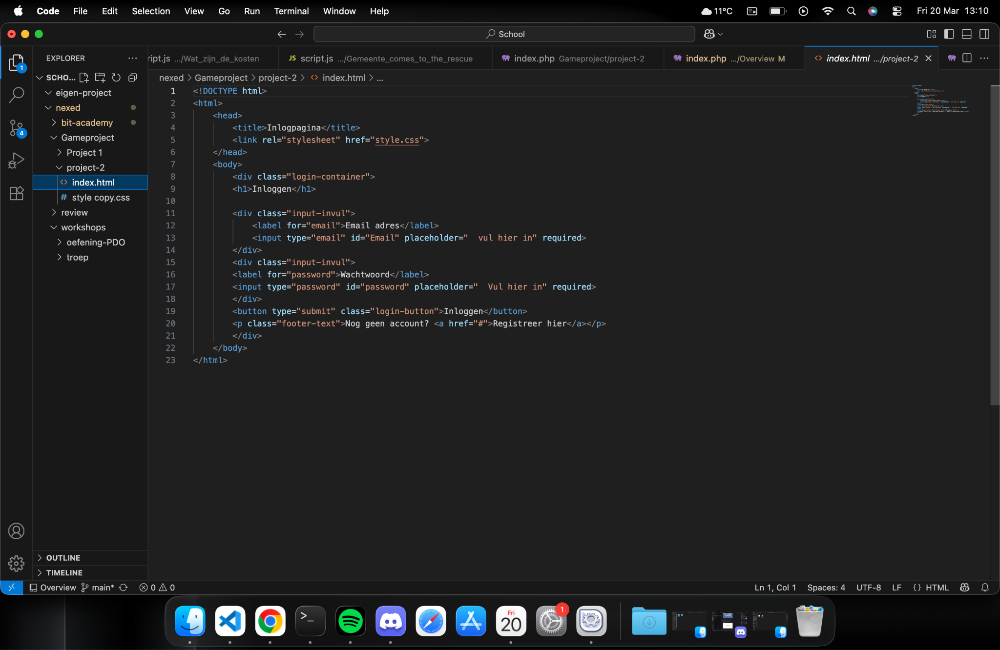 Code File Edit Selection View Go Run Terminal Window Help 11°C Fri 20 Mar 13:10
School
EXPLORER
ript.js .../Wat_zijn_de_kosten JS script.js .../Gemeente_comes_to_the_rescue index.php Gameproject/project-2 index.php .../Overview M index.html .../project-2
1
4
SCHO...
eigen-project
nexed
bit-academy
Gameproject
Project 1
project-2
index.html
# style copy.css
review
workshops
oefening-PDO
troep
OUTLINE
TIMELINE
nexed > Gameproject > project-2 > index.html > ...
1 <!DOCTYPE html>
2 <html>
3 <head>
4 <title>Inlogpagina</title>
5 <link rel="stylesheet" href="style.css">
6 </head>
7 <body>
8 <div class="login-container">
9 <h1>Inloggen</h1>
10
11 <div class="input-invul">
12 <label for="email">Email adres</label>
13 <input type="email" id="Email" placeholder="  vul hier in" required>
14 </div>
15 <div class="input-invul">
16 <label for="password">Wachtwoord</label>
17 <input type="password" id="password" placeholder="  Vul hier in" required>
18 </div>
19 <button type="submit" class="login-button">Inloggen</button>
20 <p class="footer-text">Nog geen account? <a href="#">Registreer hier</a></p>
21 </div>
22 </body>
23 </html>
Overview main* 0 0 Ln 1, Col 1 Spaces: 4 UTF-8 LF {} HTML
Fri
20
1